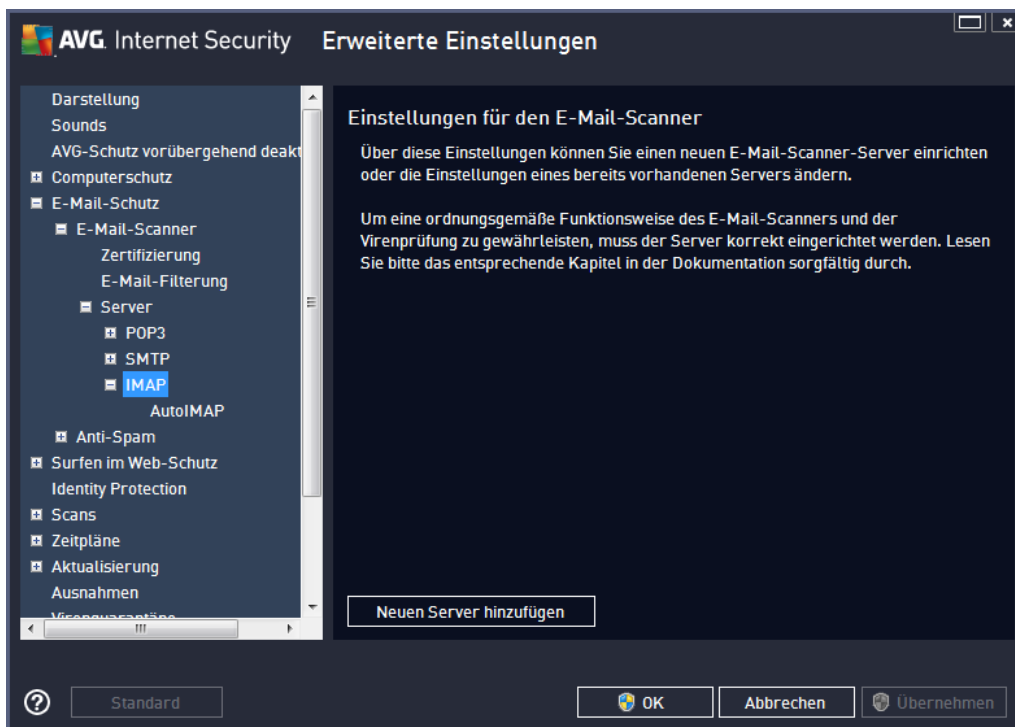 AVG. Internet Security Erweiterte Einstellungen
Darstellung
Sounds
AVG-Schutz vorübergehend deakt
Computerschutz
E-Mail-Schutz
E-Mail-Scanner
Zertifizierung
E-Mail-Filterung
Server
POP3
SMTP
IMAP
AutoIMAP
Anti-Spam
Surfen im Web-Schutz
Identity Protection
Scans
Zeitpläne
Aktualisierung
Ausnahmen
Virenquarantäne
Einstellungen für den E-Mail-Scanner
Über diese Einstellungen können Sie einen neuen E-Mail-Scanner-Server einrichten
oder die Einstellungen eines bereits vorhandenen Servers ändern.
Um eine ordnungsgemäße Funktionsweise des E-Mail-Scanners und der
Virenprüfung zu gewährleisten, muss der Server korrekt eingerichtet werden. Lesen
Sie bitte das entsprechende Kapitel in der Dokumentation sorgfältig durch.
Neuen Server hinzufügen
Standard
OK
Abbrechen
Übernehmen